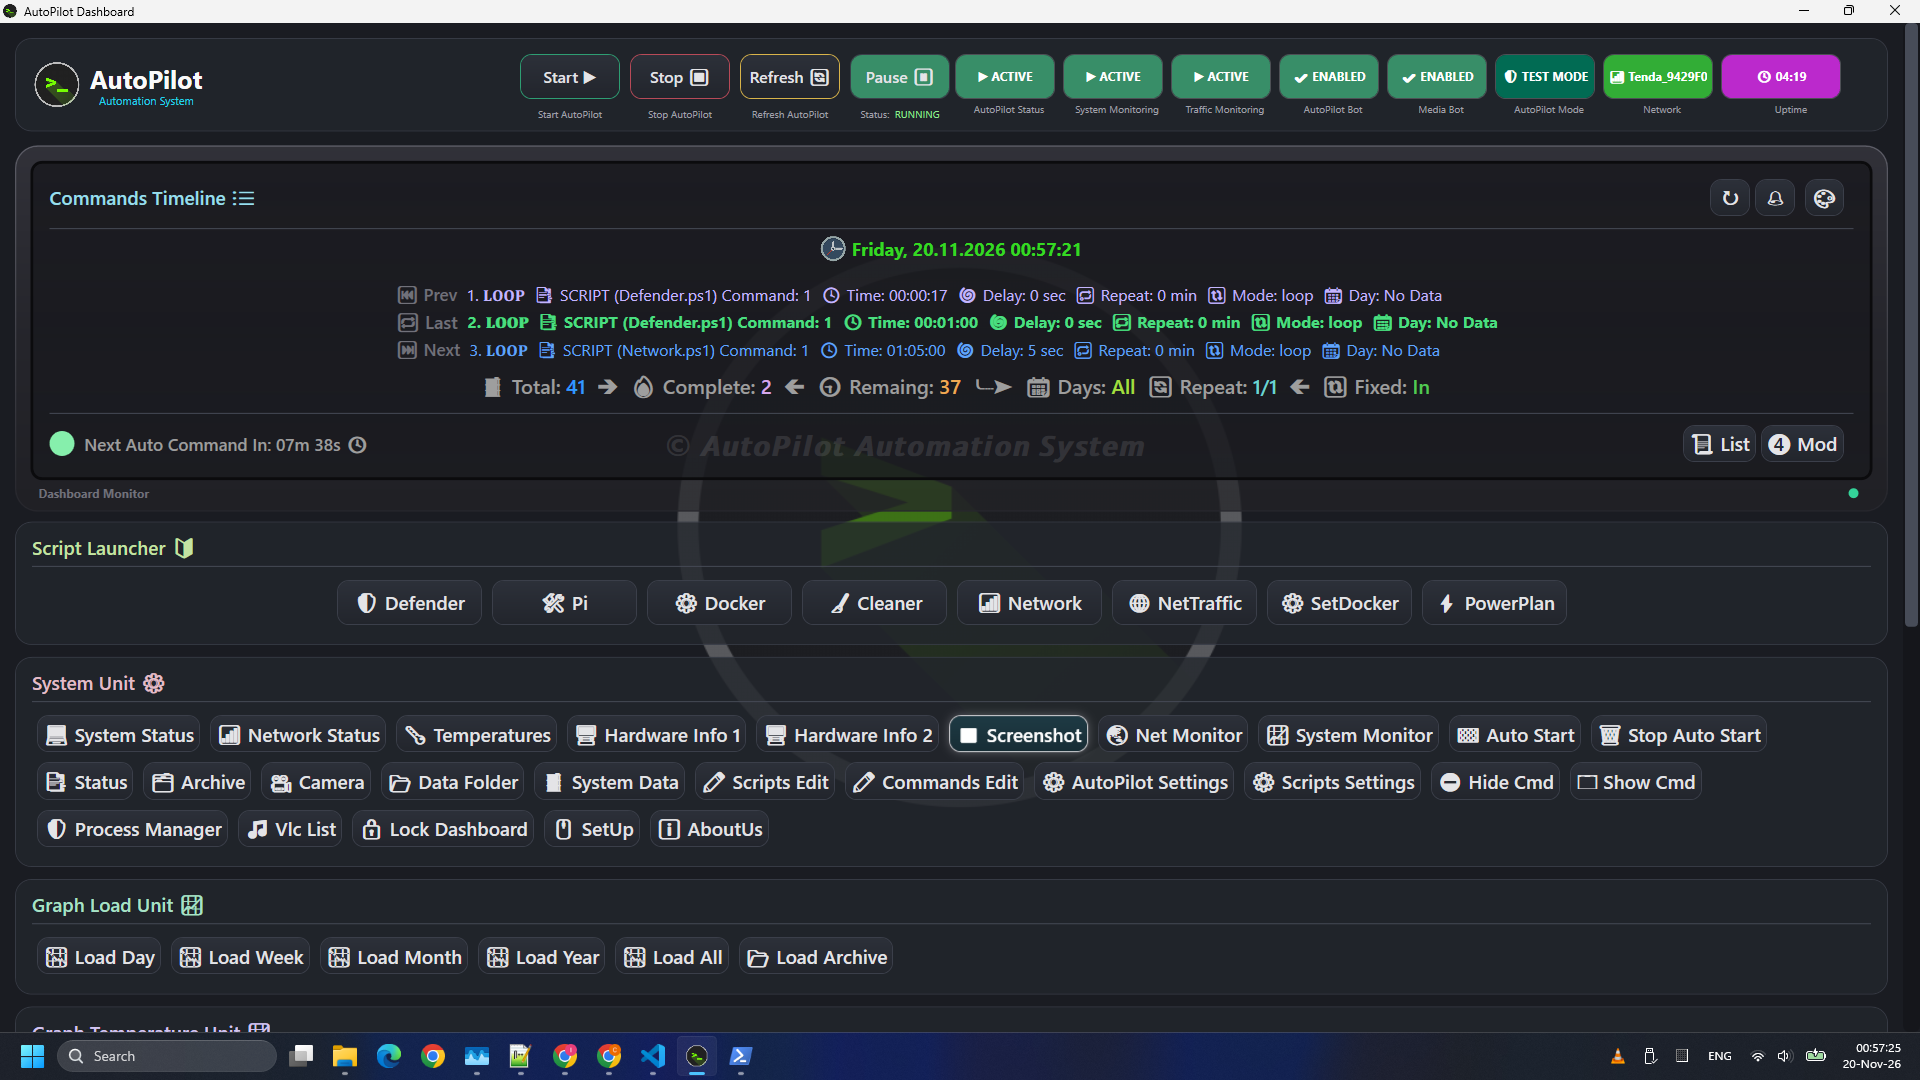 AutoPilot Dashboard
AutoPilot
Automation System
Start
Start AutoPilot
Stop
Stop AutoPilot
Refresh
Refresh AutoPilot
Pause
Status: RUNNING
ACTIVE
AutoPilot Status
ACTIVE
System Monitoring
ACTIVE
Traffic Monitoring
ENABLED
AutoPilot Bot
ENABLED
Media Bot
TEST MODE
AutoPilot Mode
Tenda_9429F0
Network
04:19
Uptime
Commands Timeline
Friday, 20.11.2026 00:57:21
Prev 1. LOOP SCRIPT (Defender.ps1) Command: 1 Time: 00:00:17 Delay: 0 sec Repeat: 0 min Mode: loop Day: No Data
Last 2. LOOP SCRIPT (Defender.ps1) Command: 1 Time: 00:01:00 Delay: 0 sec Repeat: 0 min Mode: loop Day: No Data
Next 3. LOOP SCRIPT (Network.ps1) Command: 1 Time: 01:05:00 Delay: 5 sec Repeat: 0 min Mode: loop Day: No Data
Total: 41 Complete: 2 Remaing: 37 Days: All Repeat: 1/1 Fixed: In
Next Auto Command In: 07m 38s
© AutoPilot Automation System
List
4 Mod
Dashboard Monitor
Script Launcher
Defender Pi Docker Cleaner Network NetTraffic SetDocker PowerPlan
System Unit
System Status Network Status Temperatures Hardware Info 1 Hardware Info 2 Screenshot Net Monitor System Monitor Auto Start Stop Auto Start
Status Archive Camera Data Folder System Data Scripts Edit Commands Edit AutoPilot Settings Scripts Settings Hide Cmd Show Cmd
Process Manager Vlc List Lock Dashboard SetUp AboutUs
Graph Load Unit
Load Day Load Week Load Month Load Year Load All Load Archive
Graph Temperature Unit
Search
ENG
00:57:25
20-Nov-26